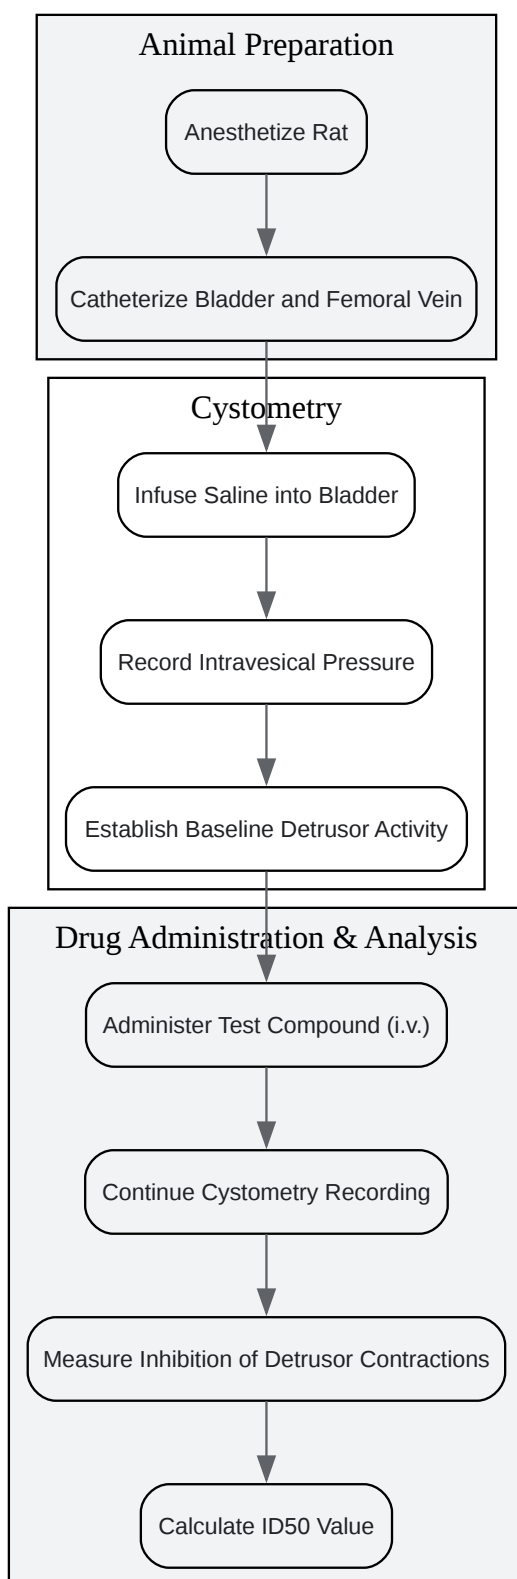 Animal Preparation
Anesthetize Rat
Catheterize Bladder and Femoral Vein
Cystometry
Infuse Saline into Bladder
Record Intravesical Pressure
Establish Baseline Detrusor Activity
Drug Administration & Analysis
Administer Test Compound (i.v.)
Continue Cystometry Recording
Measure Inhibition of Detrusor Contractions
Calculate ID50 Value